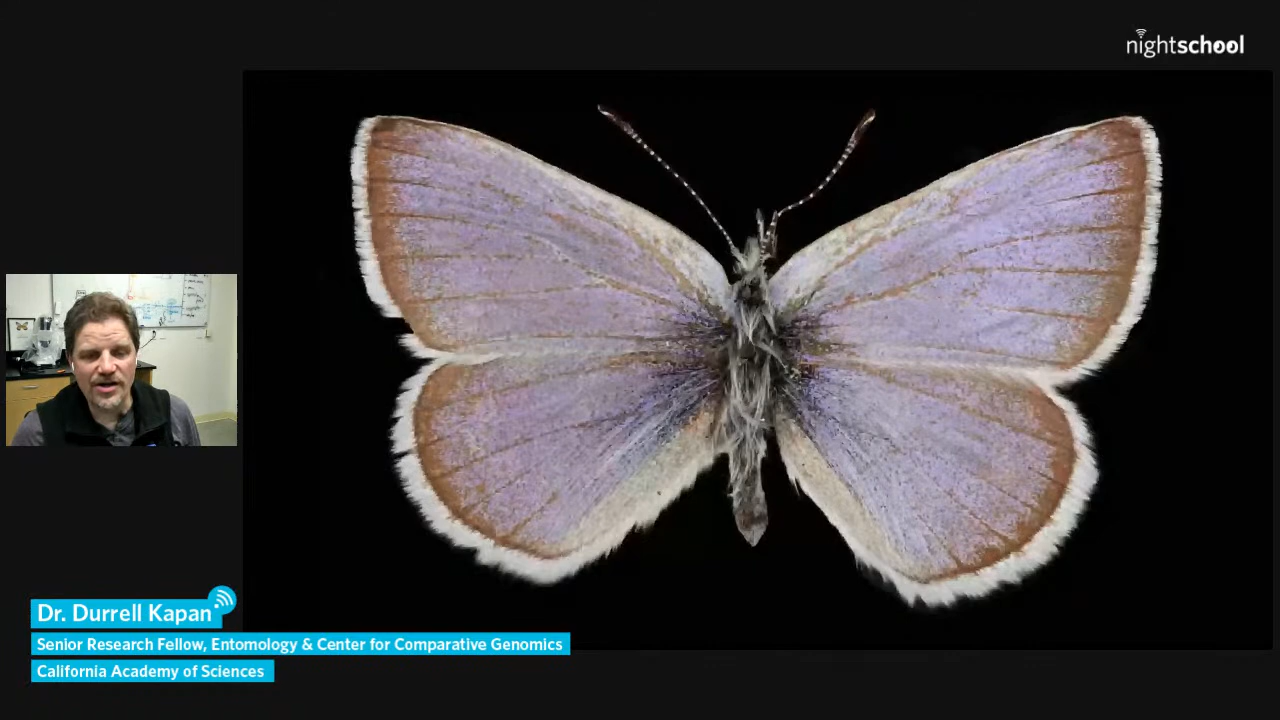 nightschool
Dr. Durrell Kapan
Senior Research Fellow, Entomology & Center for Comparative Genomics
California Academy of Sciences